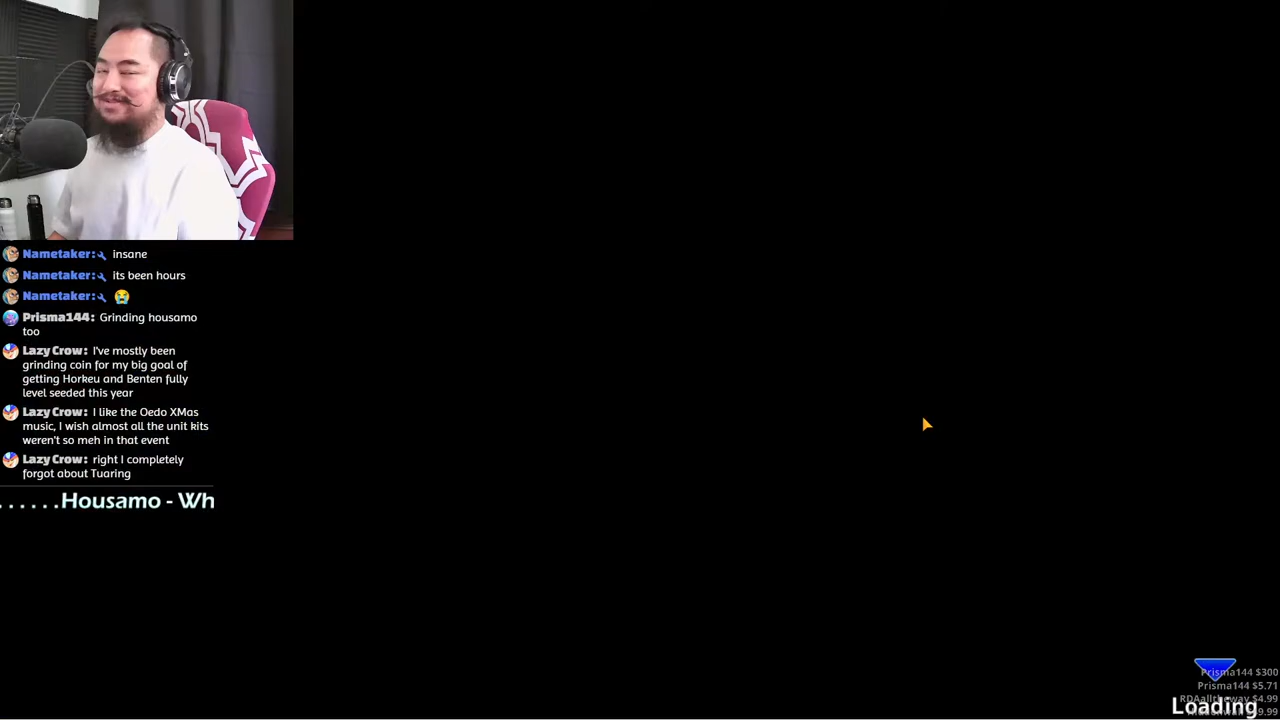 Nametaker: insane
Nametaker: its been hours
Nametaker: 😭
Prisma144: Grinding housamo
too
Lazy Crow: I've mostly been
grinding coin for my big goal of
getting Horkeu and Benten fully
level seeded this year
Lazy Crow: I like the Oedo XMas
music, I wish almost all the unit kits
weren't so meh in that event
Lazy Crow: right I completely
forgot about Tuaring
. . . . . .Housamo - Wh
Prisma144 $300
Prisma144 $5.71
RDAalltheway $4.99
Loading